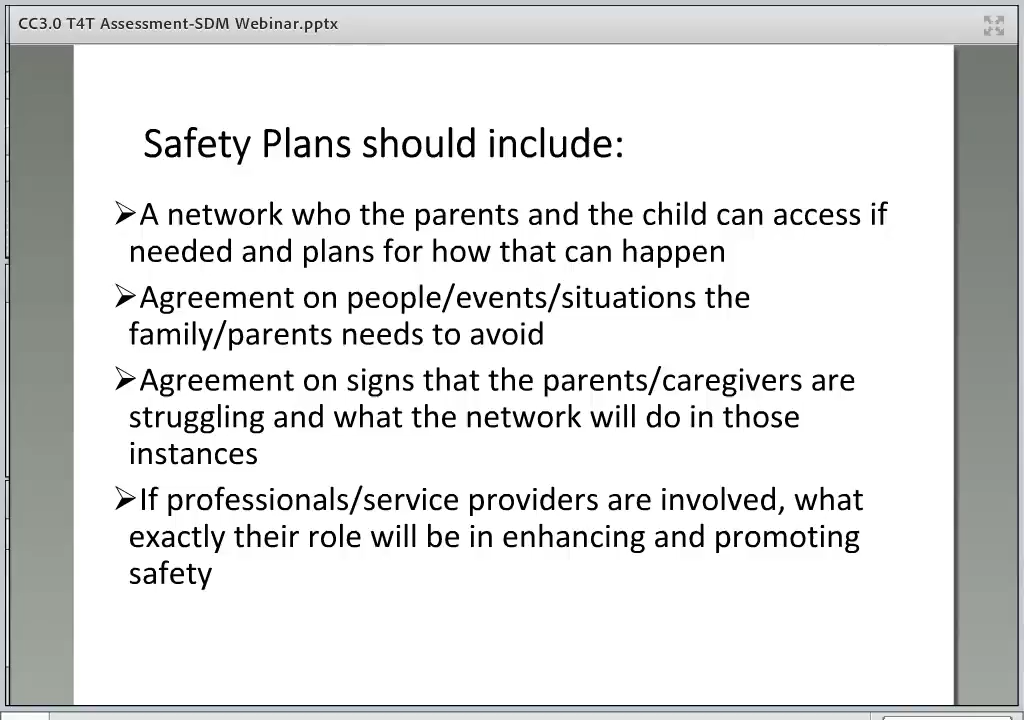 CC3.0 T4T Assessment-SDM Webinar.pptx
Safety Plans should include:
➢A network who the parents and the child can access if
needed and plans for how that can happen
➢Agreement on people/events/situations the
family/parents needs to avoid
➢Agreement on signs that the parents/caregivers are
struggling and what the network will do in those
instances
➢If professionals/service providers are involved, what
exactly their role will be in enhancing and promoting
safety